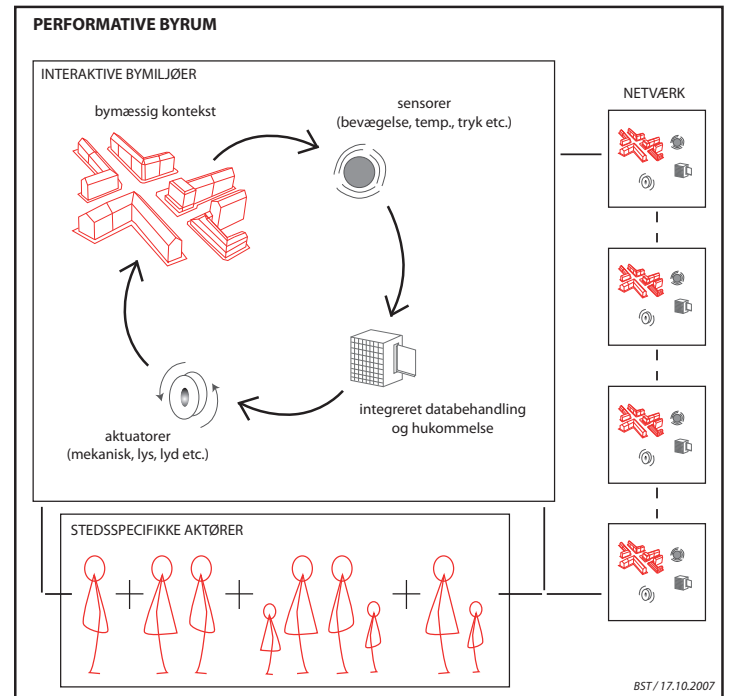 PERFORMATIVE BYRUM
INTERAKTIVE BYMILJØER
bymæssig kontekst
sensorer
(bevægelse, temp., tryk etc.)
NETVÆRK
integreret databehandling
og hukommelse
aktuatorer
(mekanisk, lys, lyd etc.)
STEDSSPECIFIKKE AKTØRER
BST / 17.10.2007